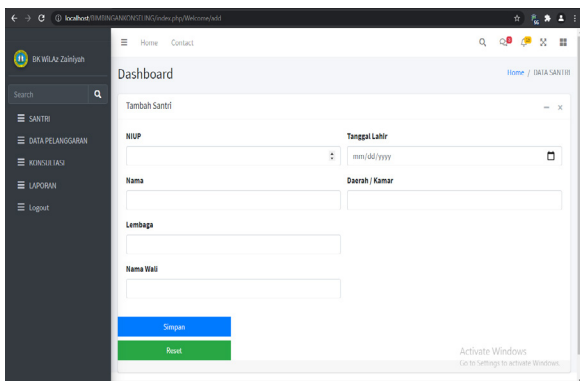 localhost/BIMBINGANKONSELING/index.php/Welcome/add
BK Wil.Az Zainiyah
Home Contact
Dashboard
Home / DATA SANTRI
Search
SANTRI
DATA PELANGGARAN
KONSULTASI
LAPORAN
Logout
Tambah Santri
NIUP
Tanggal Lahir
mm/dd/yyyy
Nama
Daerah / Kamar
Lembaga
Nama Wali
Simpan
Reset
Activate Windows
Go to Settings to activate Windows.